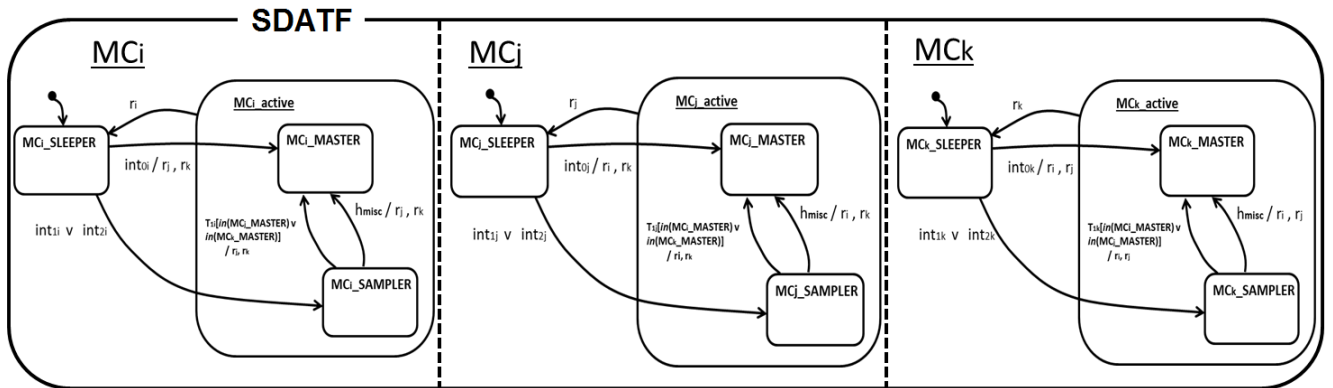 SDATF
MCi
ri
MCi_active
MCi_SLEEPER
MCi_MASTER
int0i / rj , rk
hmisc / rj , rk
T1i[in(MCj_MASTER) v
in(MCk_MASTER)]
/ rj, rk
int1i v int2i
MCi_SAMPLER
MCj
rj
MCj_active
MCj_SLEEPER
MCj_MASTER
int0j / ri , rk
hmisc / ri , rk
T1j[in(MCi_MASTER) v
in(MCk_MASTER)]
/ ri, rk
int1j v int2j
MCj_SAMPLER
MCk
rk
MCk_active
MCk_SLEEPER
MCk_MASTER
int0k / ri , rj
hmisc / ri , rj
T1k[in(MCi_MASTER) v
in(MCj_MASTER)]
/ ri, rj
int1k v int2k
MCk_SAMPLER